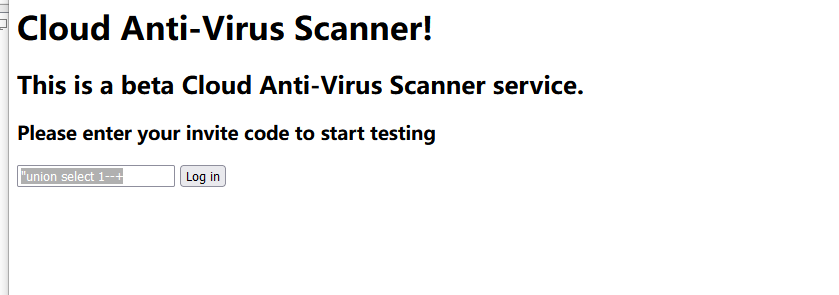 Cloud Anti-Virus Scanner!
This is a beta Cloud Anti-Virus Scanner service.
Please enter your invite code to start testing
"union select 1--+ Log in